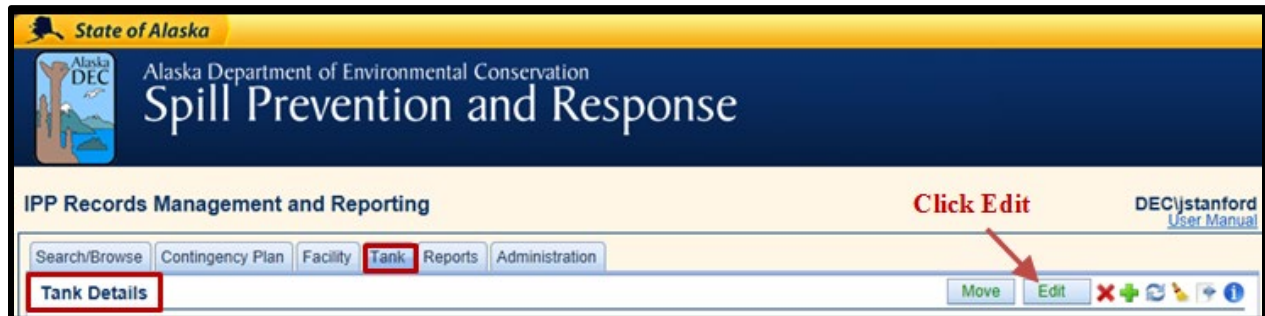 State of Alaska
Alaska
DEC
Alaska Department of Environmental Conservation
Spill Prevention and Response
IPP Records Management and Reporting
Click Edit
DEC\jstanford
User Manual
Search/Browse Contingency Plan Facility Tank Reports Administration
Tank Details
Move Edit